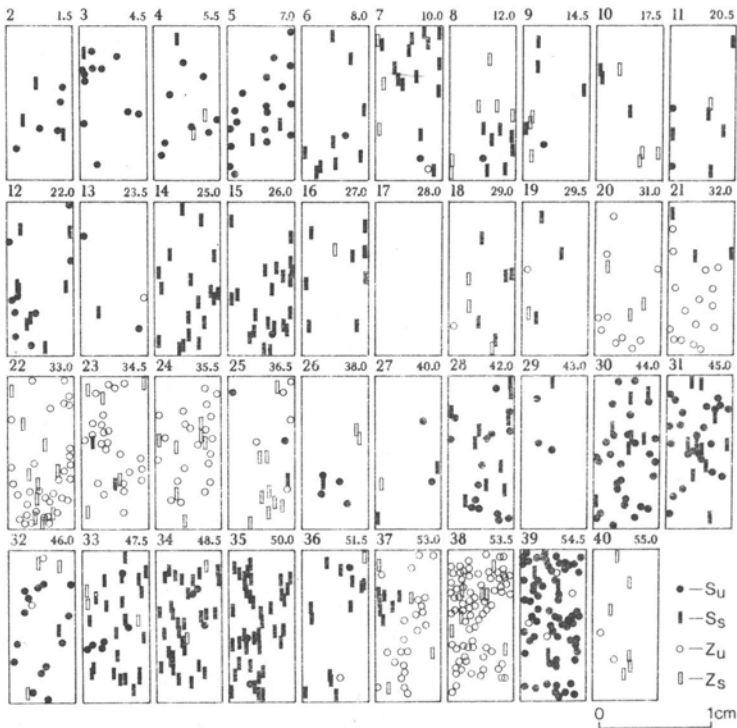 2 1.5 3 4.5 4 5.5 5 7.0 6 8.0 7 10.0 8 12.0 9 14.5 10 17.5 11 20.5
12 22.0 13 23.5 14 25.0 15 26.0 16 27.0 17 28.0 18 29.0 19 29.5 20 31.0 21 32.0
22 33.0 23 34.5 24 35.5 25 36.5 26 38.0 27 40.0 28 42.0 29 43.0 30 44.0 31 45.0
32 46.0 33 47.5 34 48.5 35 50.0 36 51.5 37 53.0 38 53.5 39 54.5 40 55.0
—Su
—Ss
—Zu
—Zs
0 1cm